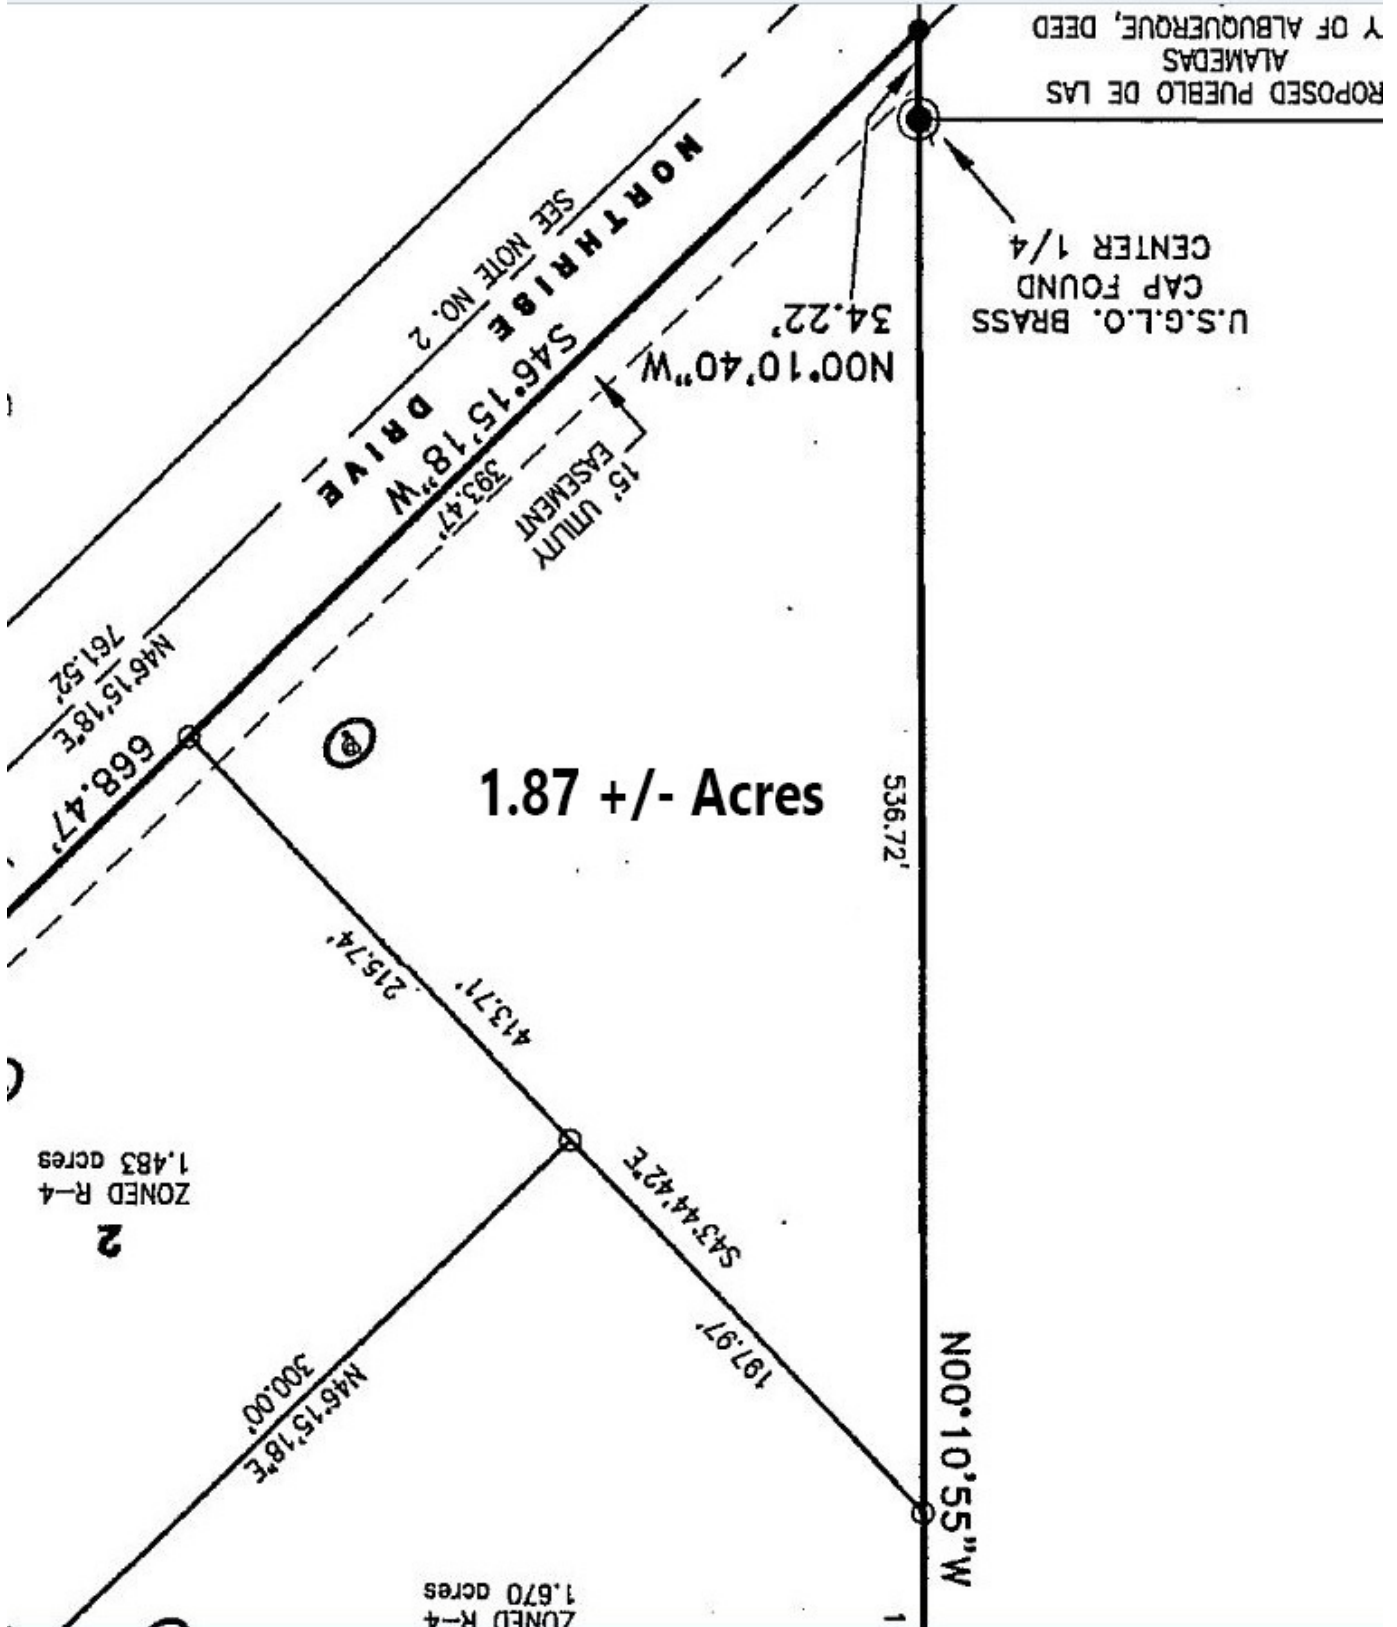 Y OF ALBUQUERQUE, DEED
ALAMEDAS
ROPOSED PUEBLO DE LAS
U.S.G.L.O. BRASS
CAP FOUND
CENTER 1/4
N00°10'40"W
34.22'
NORTHRISE DRIVE
SEE NOTE NO. 2
S46°15'18"W
393.47'
15' UTILITY
EASEMENT
N46°15'18"E
761.52'
668.47'
1.87 +/- Acres
536.72'
215.74'
413.71'
S43°44'42"E
197.97'
2
ZONED R-4
1.483 acres
N46°15'18"E
300.00'
N00°10'55"W
ZONED R-4
1.670 acres
1